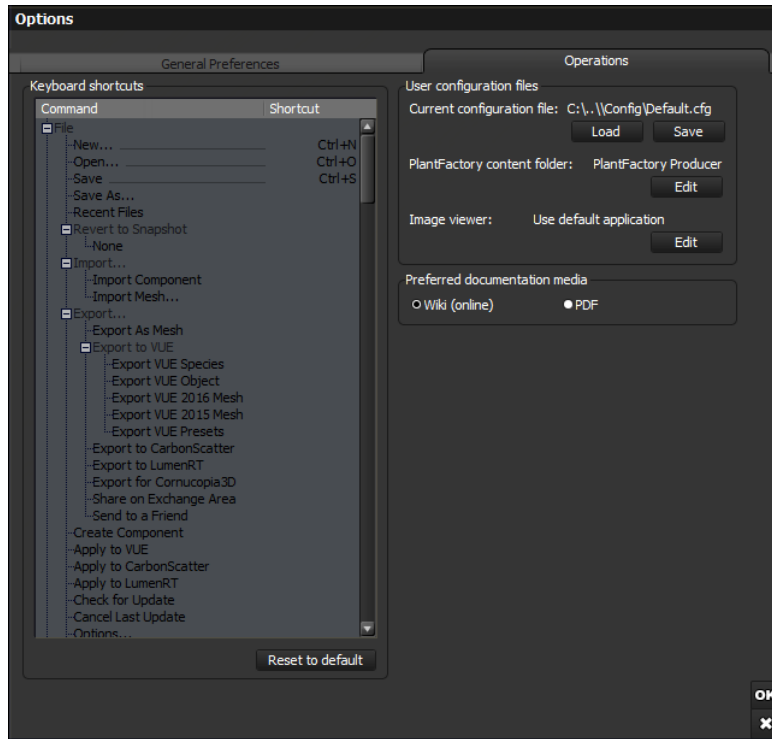 Options
General Preferences
Operations
Keyboard shortcuts
Command Shortcut
File
New... Ctrl+N
Open... Ctrl+O
Save Ctrl+S
Save As...
Recent Files
Revert to Snapshot
None
Import...
Import Component
Import Mesh...
Export...
Export As Mesh
Export to VUE
Export VUE Species
Export VUE Object
Export VUE 2016 Mesh
Export VUE 2015 Mesh
Export VUE Presets
Export to CarbonScatter
Export to LumenRT
Export for Cornucopia3D
Share on Exchange Area
Send to a Friend
Create Component
Apply to VUE
Apply to CarbonScatter
Apply to LumenRT
Check for Update
Cancel Last Update
Options...
Reset to default
User configuration files
Current configuration file: C:\..\\Config\Default.cfg
Load Save
PlantFactory content folder: PlantFactory Producer
Edit
Image viewer: Use default application
Edit
Preferred documentation media
Wiki (online) PDF
OK